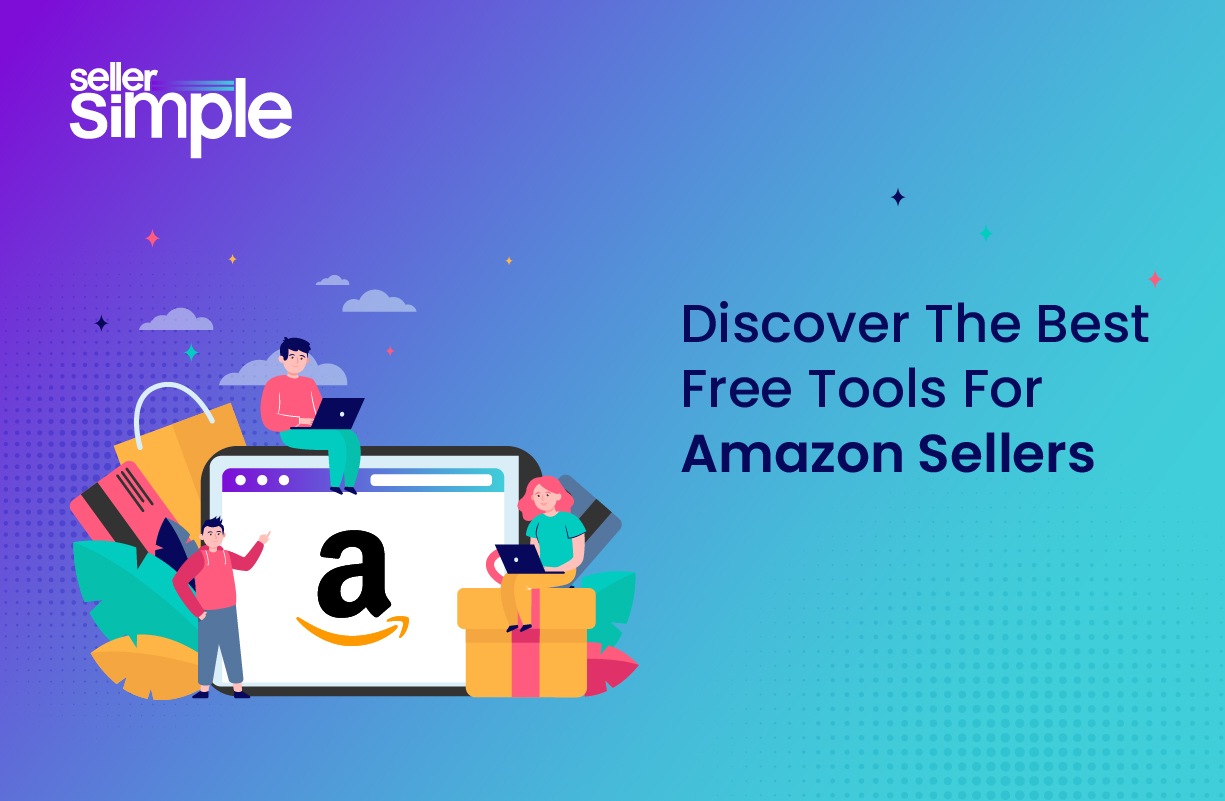 seller
simple
Discover The Best
Free Tools For
Amazon Sellers
a